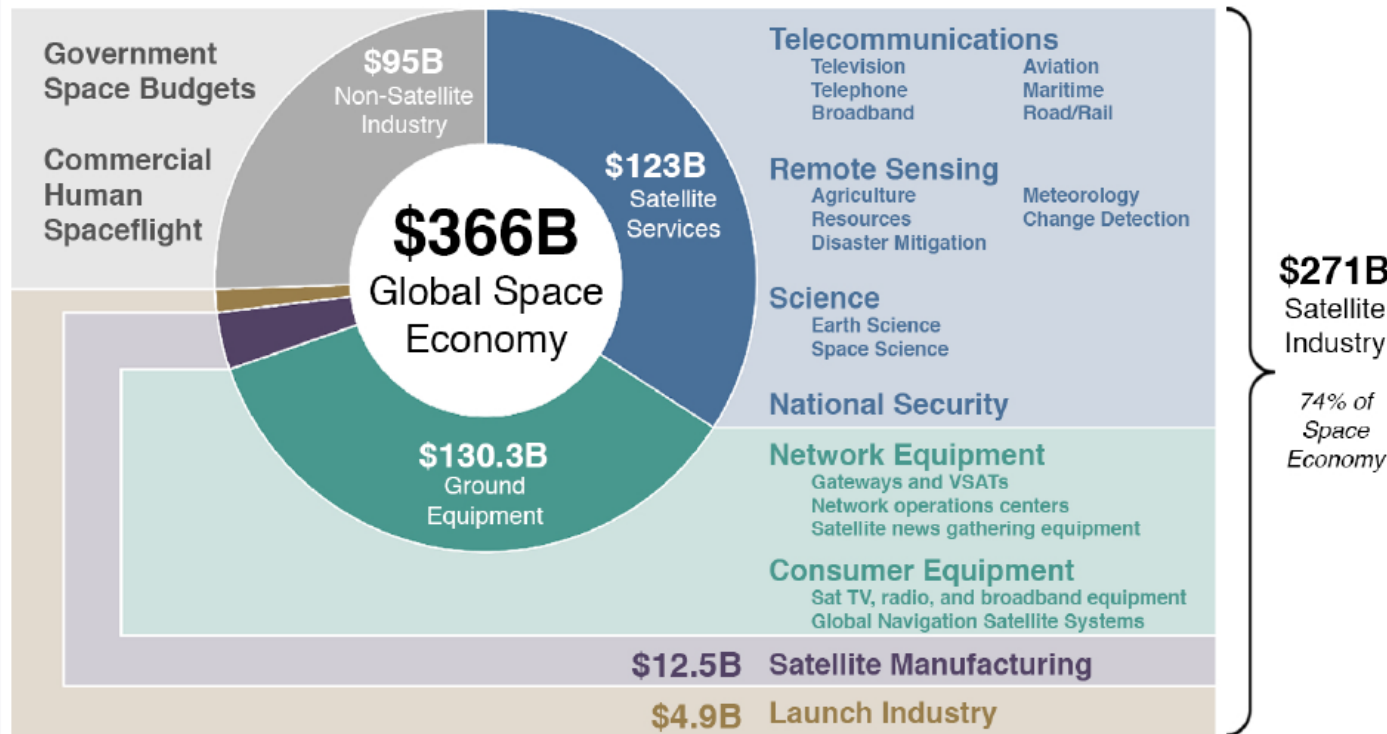 Government
Space Budgets
Commercial
Human
Spaceflight
$95B
Non-Satellite
Industry
$366B
Global Space
Economy
$123B
Satellite
Services
$130.3B
Ground
Equipment
Telecommunications
Television Aviation
Telephone Maritime
Broadband Road/Rail
Remote Sensing
Agriculture Meteorology
Resources Change Detection
Disaster Mitigation
Science
Earth Science
Space Science
National Security
Network Equipment
Gateways and VSATs
Network operations centers
Satellite news gathering equipment
Consumer Equipment
Sat TV, radio, and broadband equipment
Global Navigation Satellite Systems
$12.5B Satellite Manufacturing
$4.9B Launch Industry
$271B
Satellite
Industry
74% of
Space
Economy